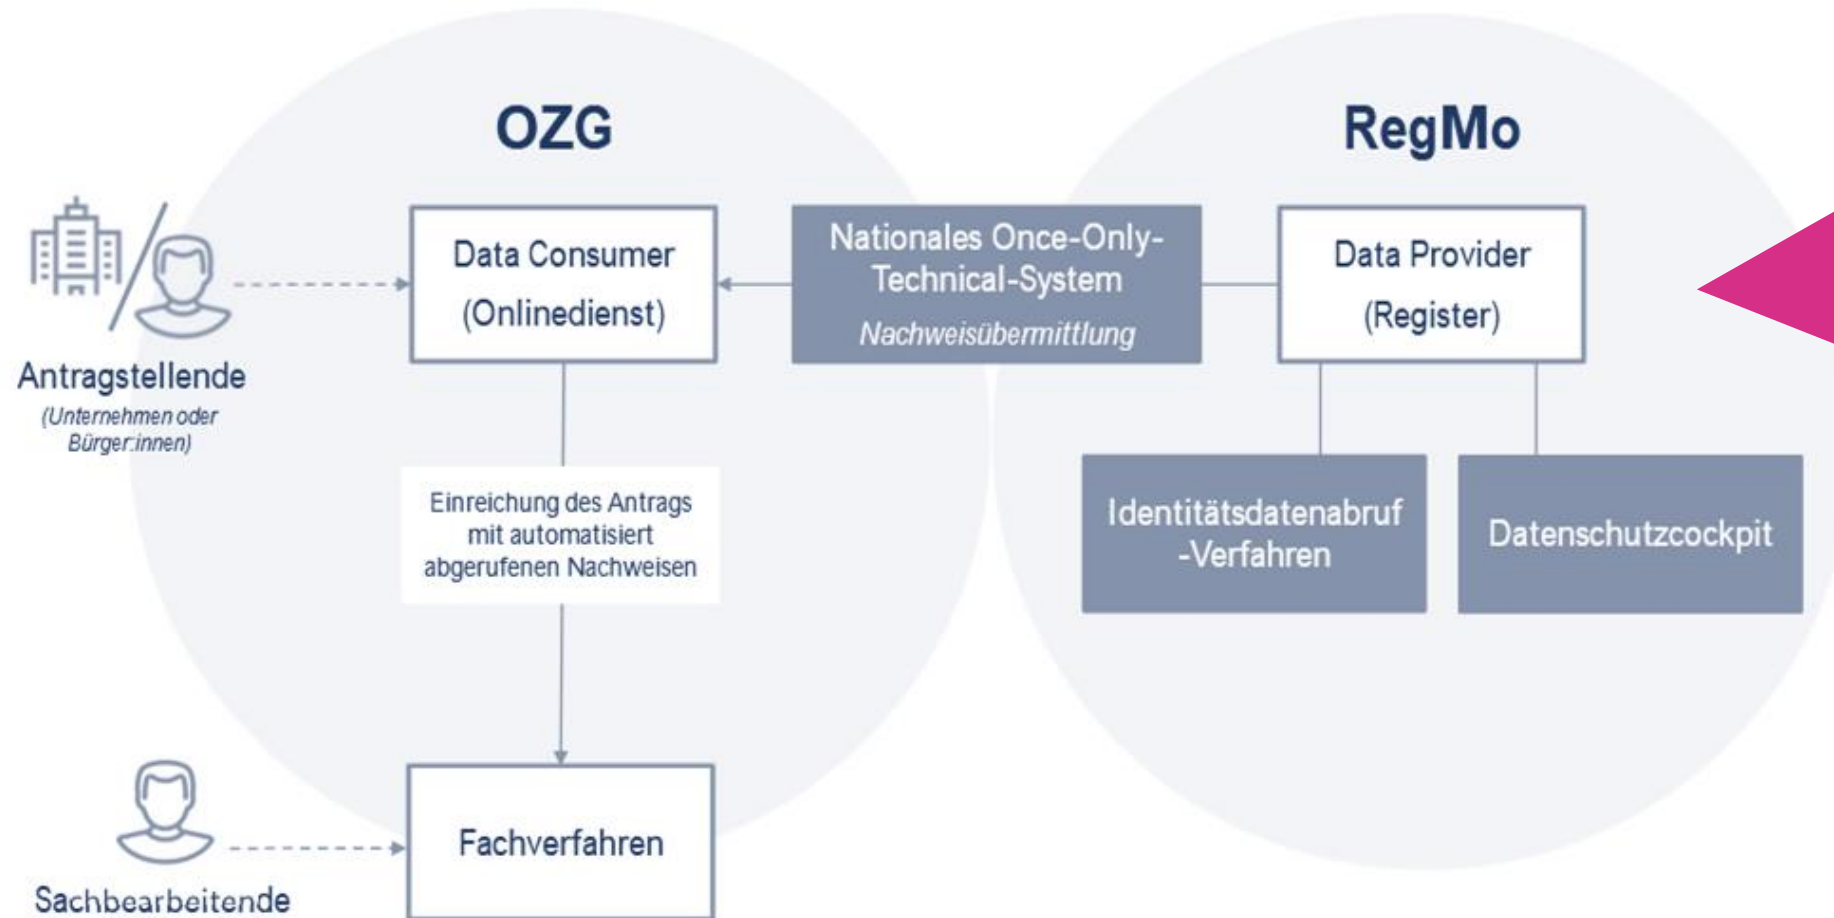 OZG
RegMo
Data Consumer
(Onlinedienst)
Nationales Once-Only-
Technical-System
Nachweisübermittlung
Data Provider
(Register)
Antragstellende
(Unternehmen oder
Bürger:innen)
Einreichung des Antrags
mit automatisiert
abgerufenen Nachweisen
Identitätsdatenabruf
-Verfahren
Datenschutzcockpit
Fachverfahren
Sachbearbeitende